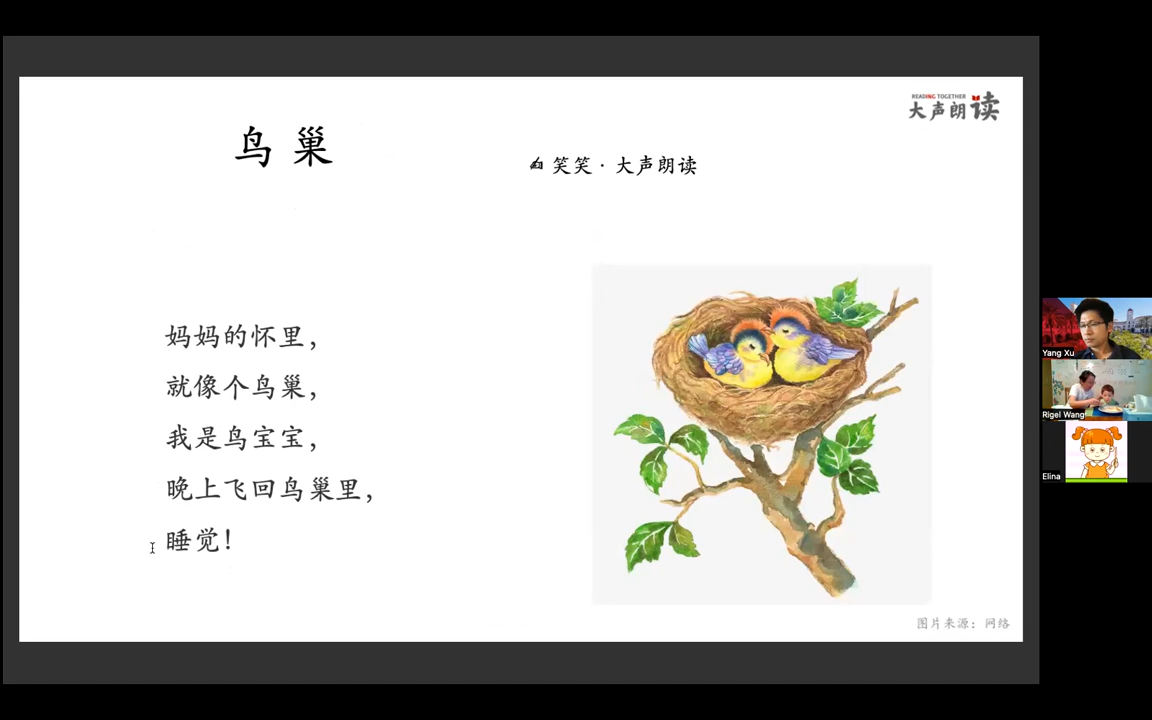 READING TOGETHER
大声朗读
鸟巢
笑笑·大声朗读
妈妈的怀里，
就像个鸟巢，
我是鸟宝宝，
晚上飞回鸟巢里，
睡觉！
图片来源：网络
Yang Xu
Rigel Wang
Elina